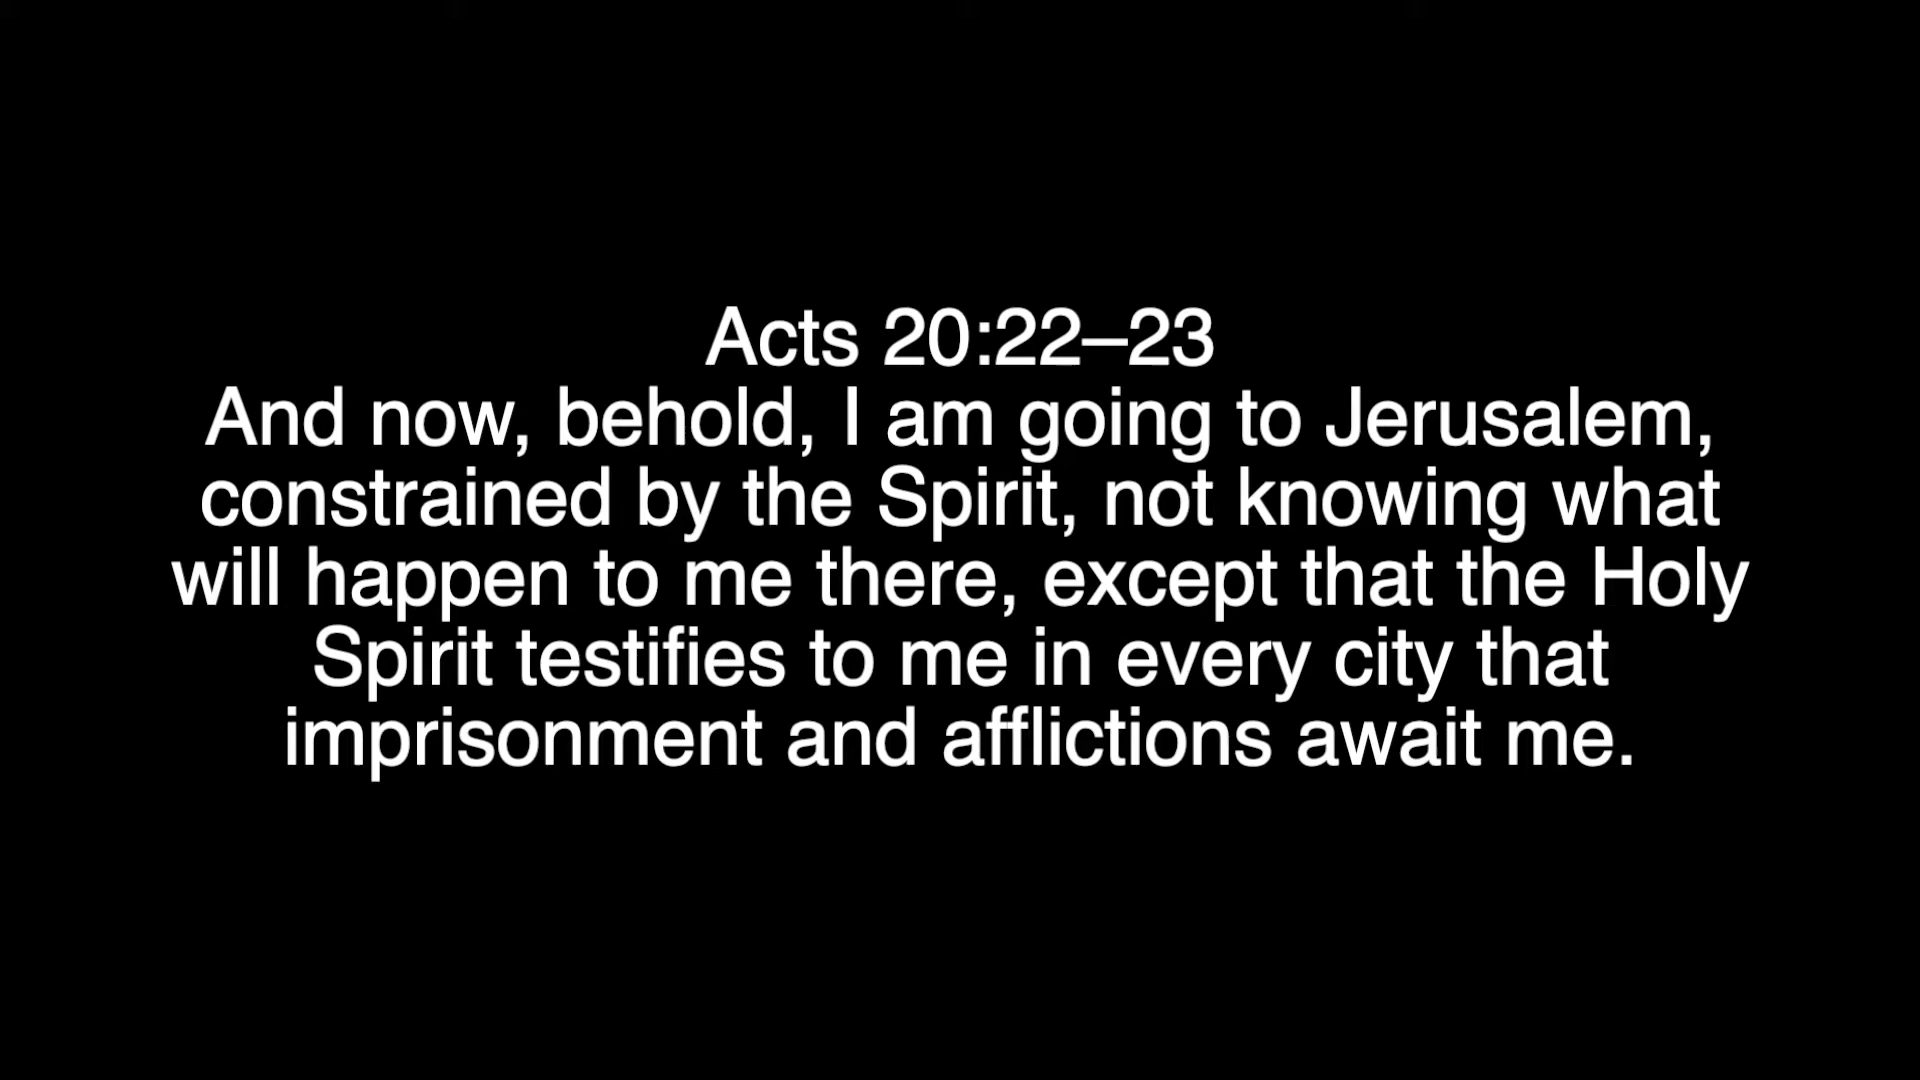 Acts 20:22–23
And now, behold, I am going to Jerusalem,
constrained by the Spirit, not knowing what
will happen to me there, except that the Holy
Spirit testifies to me in every city that
imprisonment and afflictions await me.